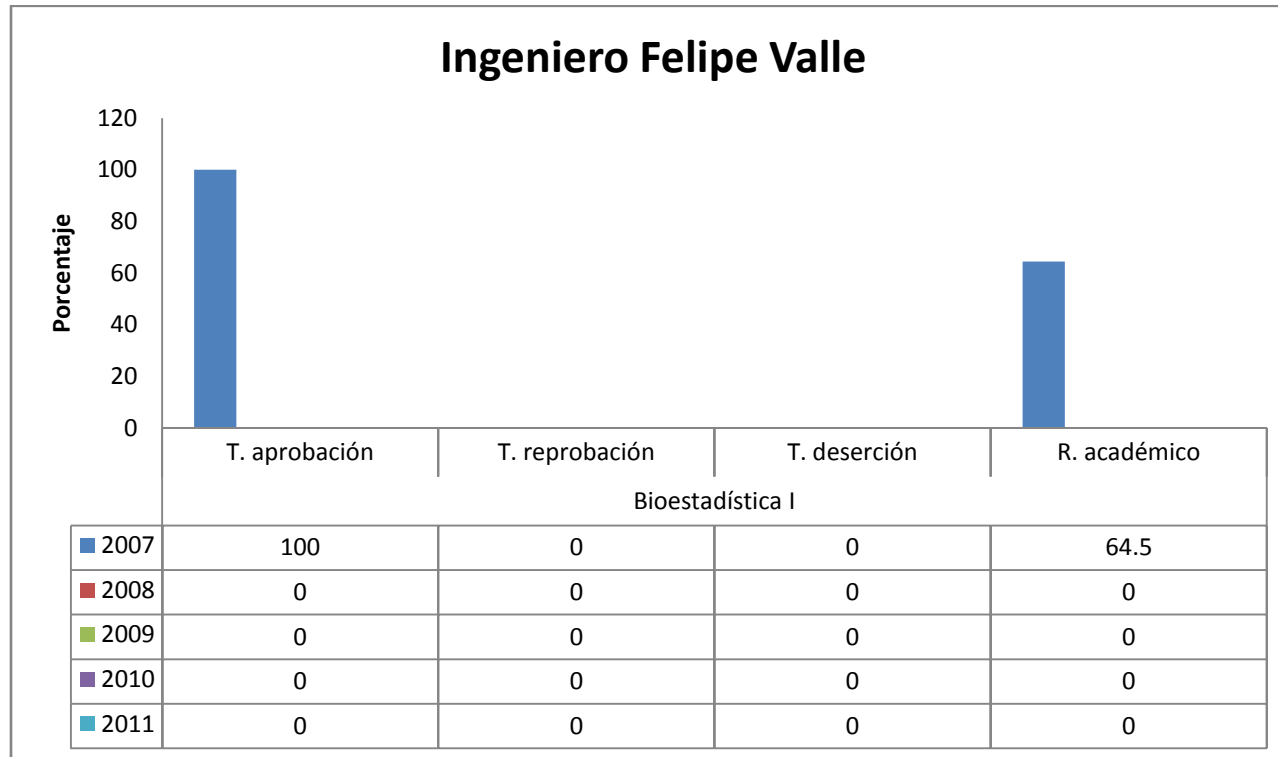 Ingeniero Felipe Valle
120
100
80
60
40
20
0
Porcentaje
T. aprobación T. reprobación T. deserción R. académico
Bioestadística I
2007 100 0 0 64.5
2008 0 0 0 0
2009 0 0 0 0
2010 0 0 0 0
2011 0 0 0 0